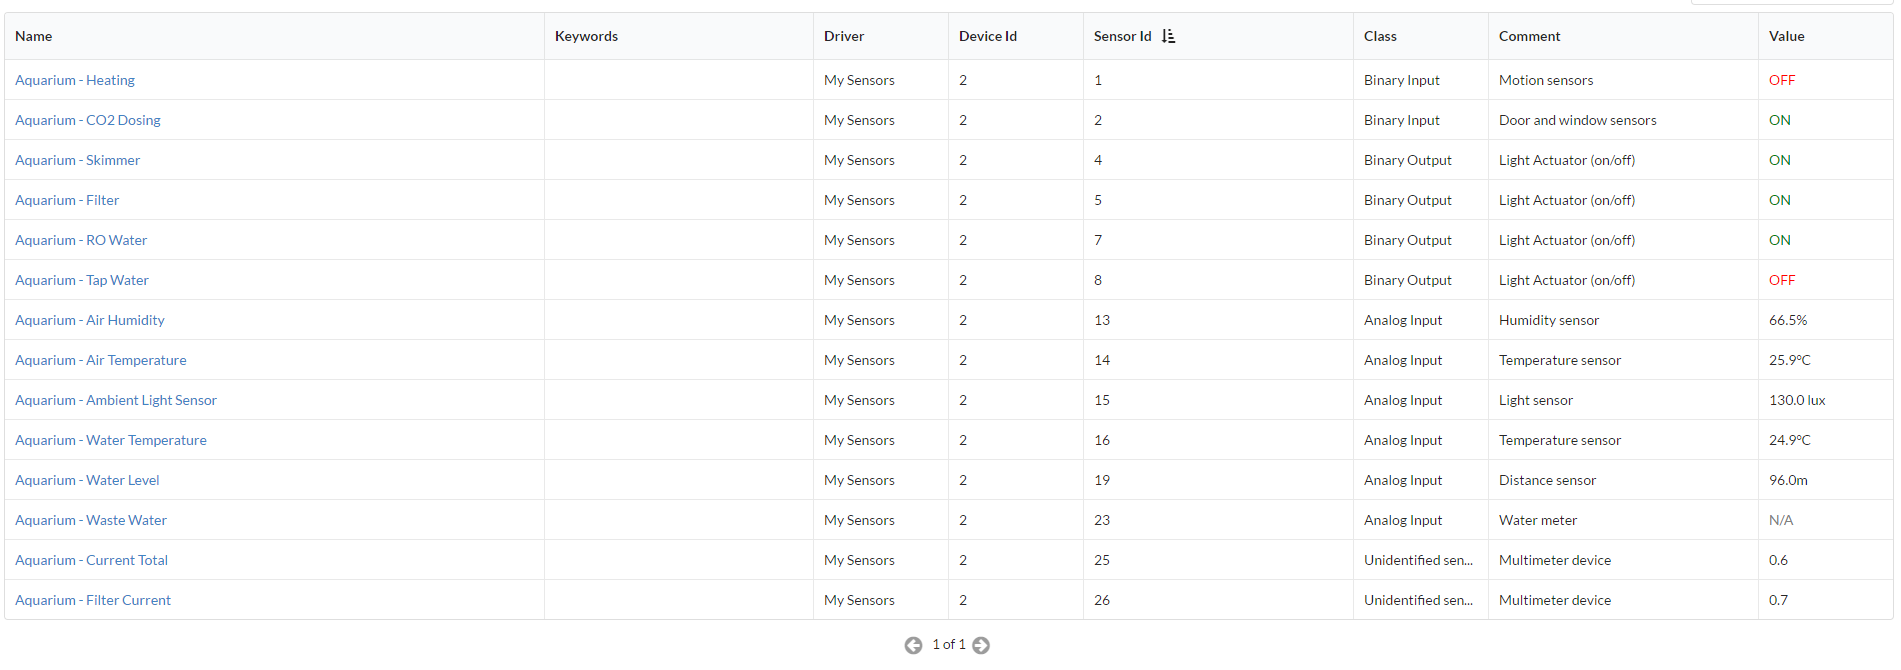 Name Keywords Driver Device Id Sensor Id Class Comment Value
Aquarium - Heating My Sensors 2 1 Binary Input Motion sensors OFF
Aquarium - CO2 Dosing My Sensors 2 2 Binary Input Door and window sensors ON
Aquarium - Skimmer My Sensors 2 4 Binary Output Light Actuator (on/off) ON
Aquarium - Filter My Sensors 2 5 Binary Output Light Actuator (on/off) ON
Aquarium - RO Water My Sensors 2 7 Binary Output Light Actuator (on/off) ON
Aquarium - Tap Water My Sensors 2 8 Binary Output Light Actuator (on/off) OFF
Aquarium - Air Humidity My Sensors 2 13 Analog Input Humidity sensor 66.5%
Aquarium - Air Temperature My Sensors 2 14 Analog Input Temperature sensor 25.9°C
Aquarium - Ambient Light Sensor My Sensors 2 15 Analog Input Light sensor 130.0 lux
Aquarium - Water Temperature My Sensors 2 16 Analog Input Temperature sensor 24.9°C
Aquarium - Water Level My Sensors 2 19 Analog Input Distance sensor 96.0m
Aquarium - Waste Water My Sensors 2 23 Analog Input Water meter N/A
Aquarium - Current Total My Sensors 2 25 Unidentified sen... Multimeter device 0.6
Aquarium - Filter Current My Sensors 2 26 Unidentified sen... Multimeter device 0.7
1 of 1